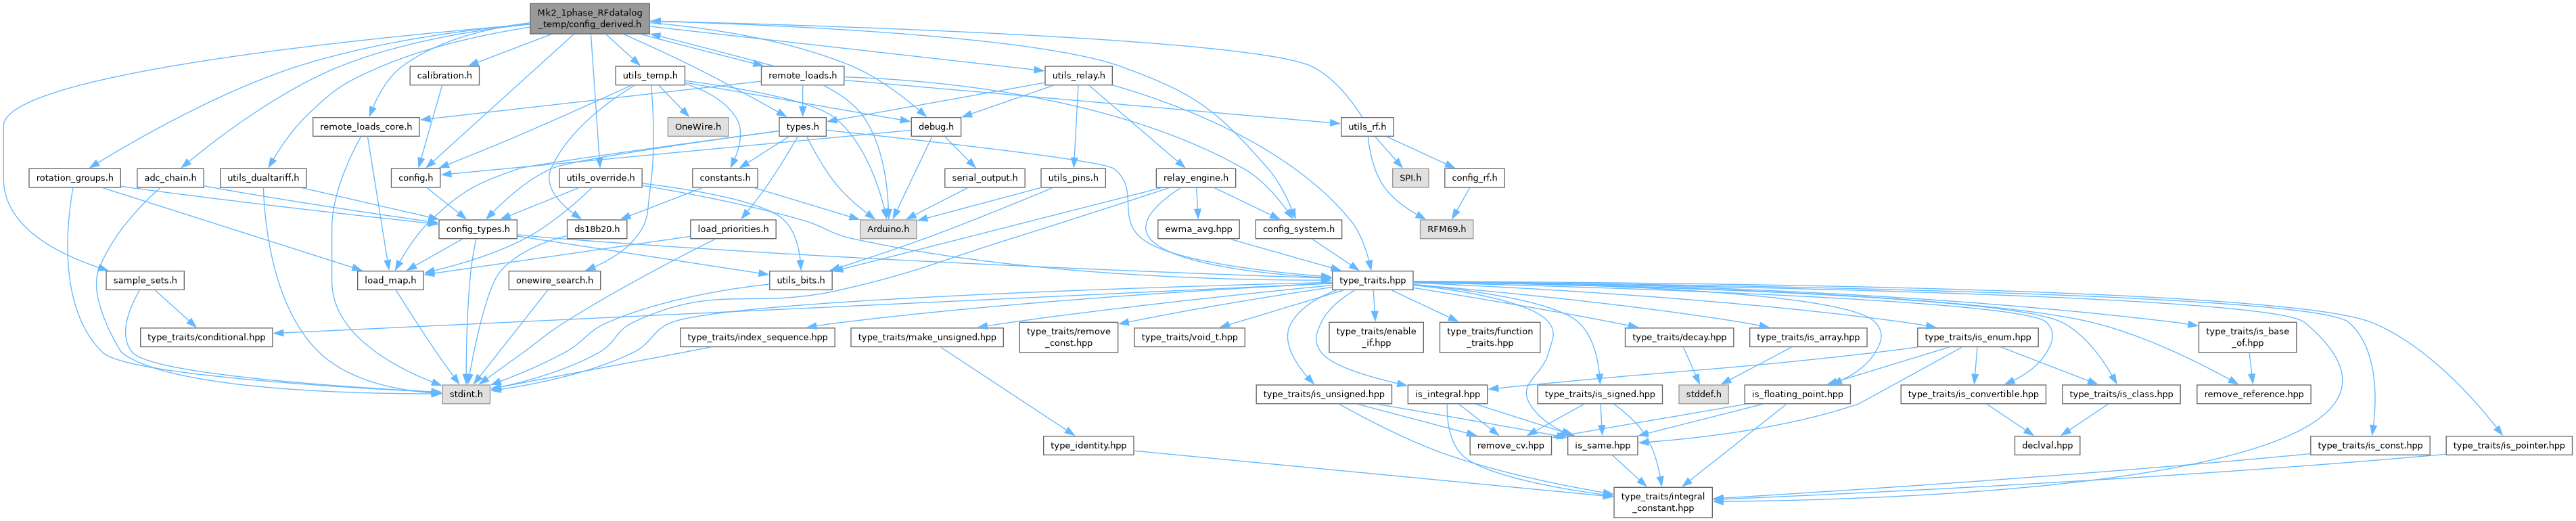 Mk2_1phase_RFdatalog
_temp/config_derived.h
calibration.h
utils_temp.h
remote_loads.h
utils_relay.h
remote_loads_core.h
OneWire.h
types.h
debug.h
utils_rf.h
rotation_groups.h
adc_chain.h
utils_dualtariff.h
config.h
utils_override.h
constants.h
serial_output.h
utils_pins.h
relay_engine.h
SPI.h
config_rf.h
config_types.h
ds18b20.h
load_priorities.h
Arduino.h
ewma_avg.hpp
config_system.h
RFM69.h
sample_sets.h
load_map.h
onewire_search.h
utils_bits.h
type_traits.hpp
type_traits/conditional.hpp
type_traits/index_sequence.hpp
type_traits/make_unsigned.hpp
type_traits/remove
_const.hpp
type_traits/void_t.hpp
type_traits/enable
_if.hpp
type_traits/function
_traits.hpp
type_traits/decay.hpp
type_traits/is_array.hpp
type_traits/is_enum.hpp
type_traits/is_base
_of.hpp
stdint.h
type_traits/is_unsigned.hpp
is_integral.hpp
type_traits/is_signed.hpp
stddef.h
is_floating_point.hpp
type_traits/is_convertible.hpp
type_traits/is_class.hpp
remove_reference.hpp
type_identity.hpp
remove_cv.hpp
is_same.hpp
declval.hpp
type_traits/is_const.hpp
type_traits/is_pointer.hpp
type_traits/integral
_constant.hpp